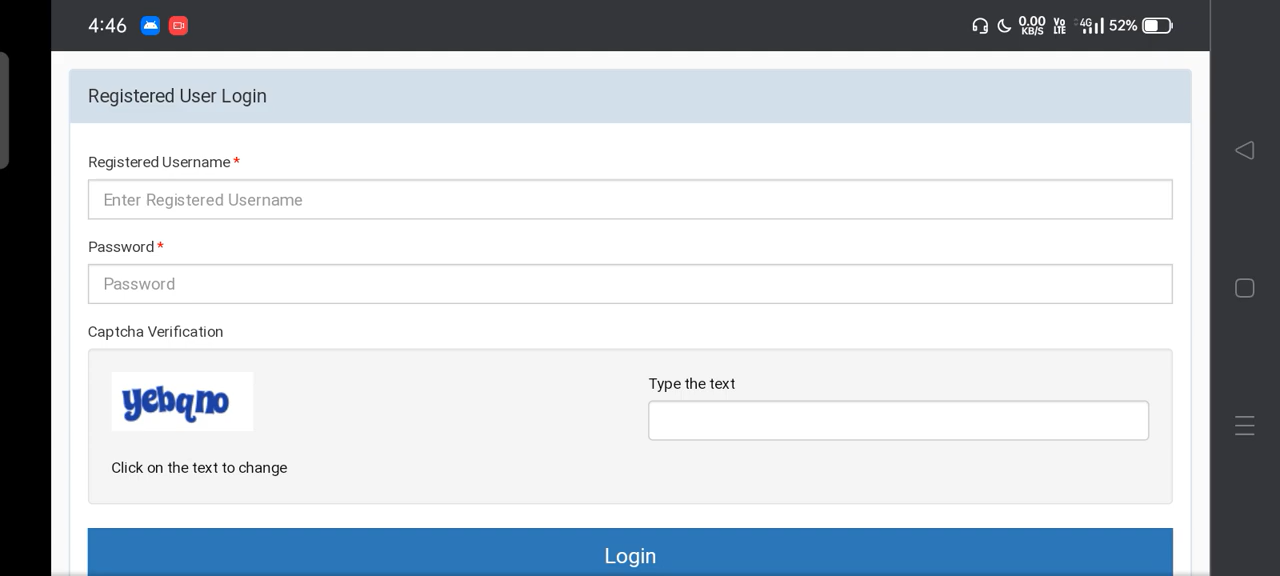 4:46 0.00 KB/S Vo LTE 4G 52%
Registered User Login
Registered Username *
Enter Registered Username
Password *
Password
Captcha Verification
yebqno
Type the text
Click on the text to change
Login